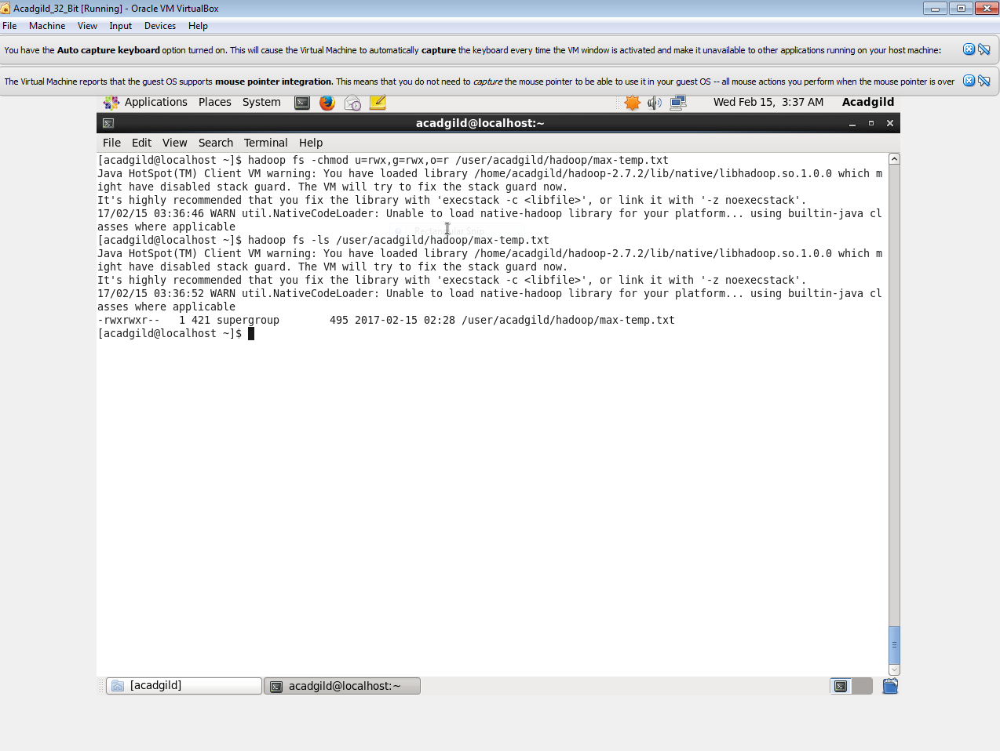 Acadgild_32_Bit [Running] - Oracle VM VirtualBox
File Machine View Input Devices Help
You have the Auto capture keyboard option turned on. This will cause the Virtual Machine to automatically capture the keyboard every time the VM window is activated and make it unavailable to other applications running on your host machine:
The Virtual Machine reports that the guest OS supports mouse pointer integration. This means that you do not need to capture the mouse pointer to be able to use it in your guest OS -- all mouse actions you perform when the mouse pointer is over
Applications Places System Wed Feb 15, 3:37 AM Acadgild
acadgild@localhost:~
File Edit View Search Terminal Help
[acadgild@localhost ~]$ hadoop fs -chmod u=rwx,g=rwx,o=r /user/acadgild/hadoop/max-temp.txt
Java HotSpot(TM) Client VM warning: You have loaded library /home/acadgild/hadoop-2.7.2/lib/native/libhadoop.so.1.0.0 which m
ight have disabled stack guard. The VM will try to fix the stack guard now.
It's highly recommended that you fix the library with 'execstack -c <libfile>', or link it with '-z noexecstack'.
17/02/15 03:36:46 WARN util.NativeCodeLoader: Unable to load native-hadoop library for your platform... using builtin-java cl
asses where applicable
Rectangular Snip
[acadgild@localhost ~]$ hadoop fs -ls /user/acadgild/hadoop/max-temp.txt
Java HotSpot(TM) Client VM warning: You have loaded library /home/acadgild/hadoop-2.7.2/lib/native/libhadoop.so.1.0.0 which m
ight have disabled stack guard. The VM will try to fix the stack guard now.
It's highly recommended that you fix the library with 'execstack -c <libfile>', or link it with '-z noexecstack'.
17/02/15 03:36:52 WARN util.NativeCodeLoader: Unable to load native-hadoop library for your platform... using builtin-java cl
asses where applicable
-rwxrwxr--   1 421 supergroup        495 2017-02-15 02:28 /user/acadgild/hadoop/max-temp.txt
[acadgild@localhost ~]$
[acadgild] acadgild@localhost:~